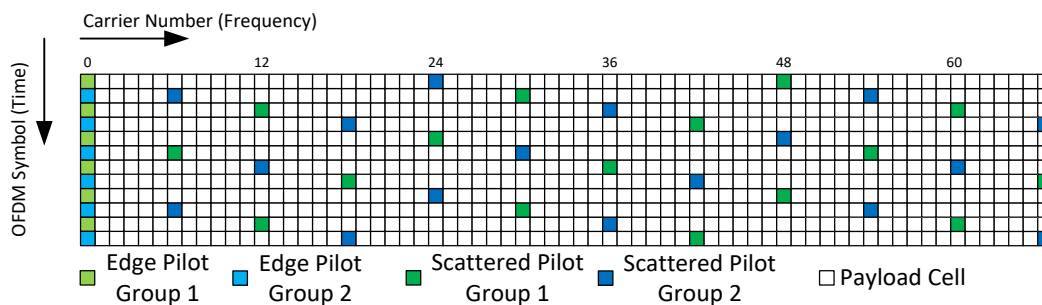 Carrier Number (Frequency)
0 12 24 36 48 60
OFDM Symbol (Time)
Edge Pilot
Group 1
Edge Pilot
Group 2
Scattered Pilot
Group 1
Scattered Pilot
Group 2
Payload Cell